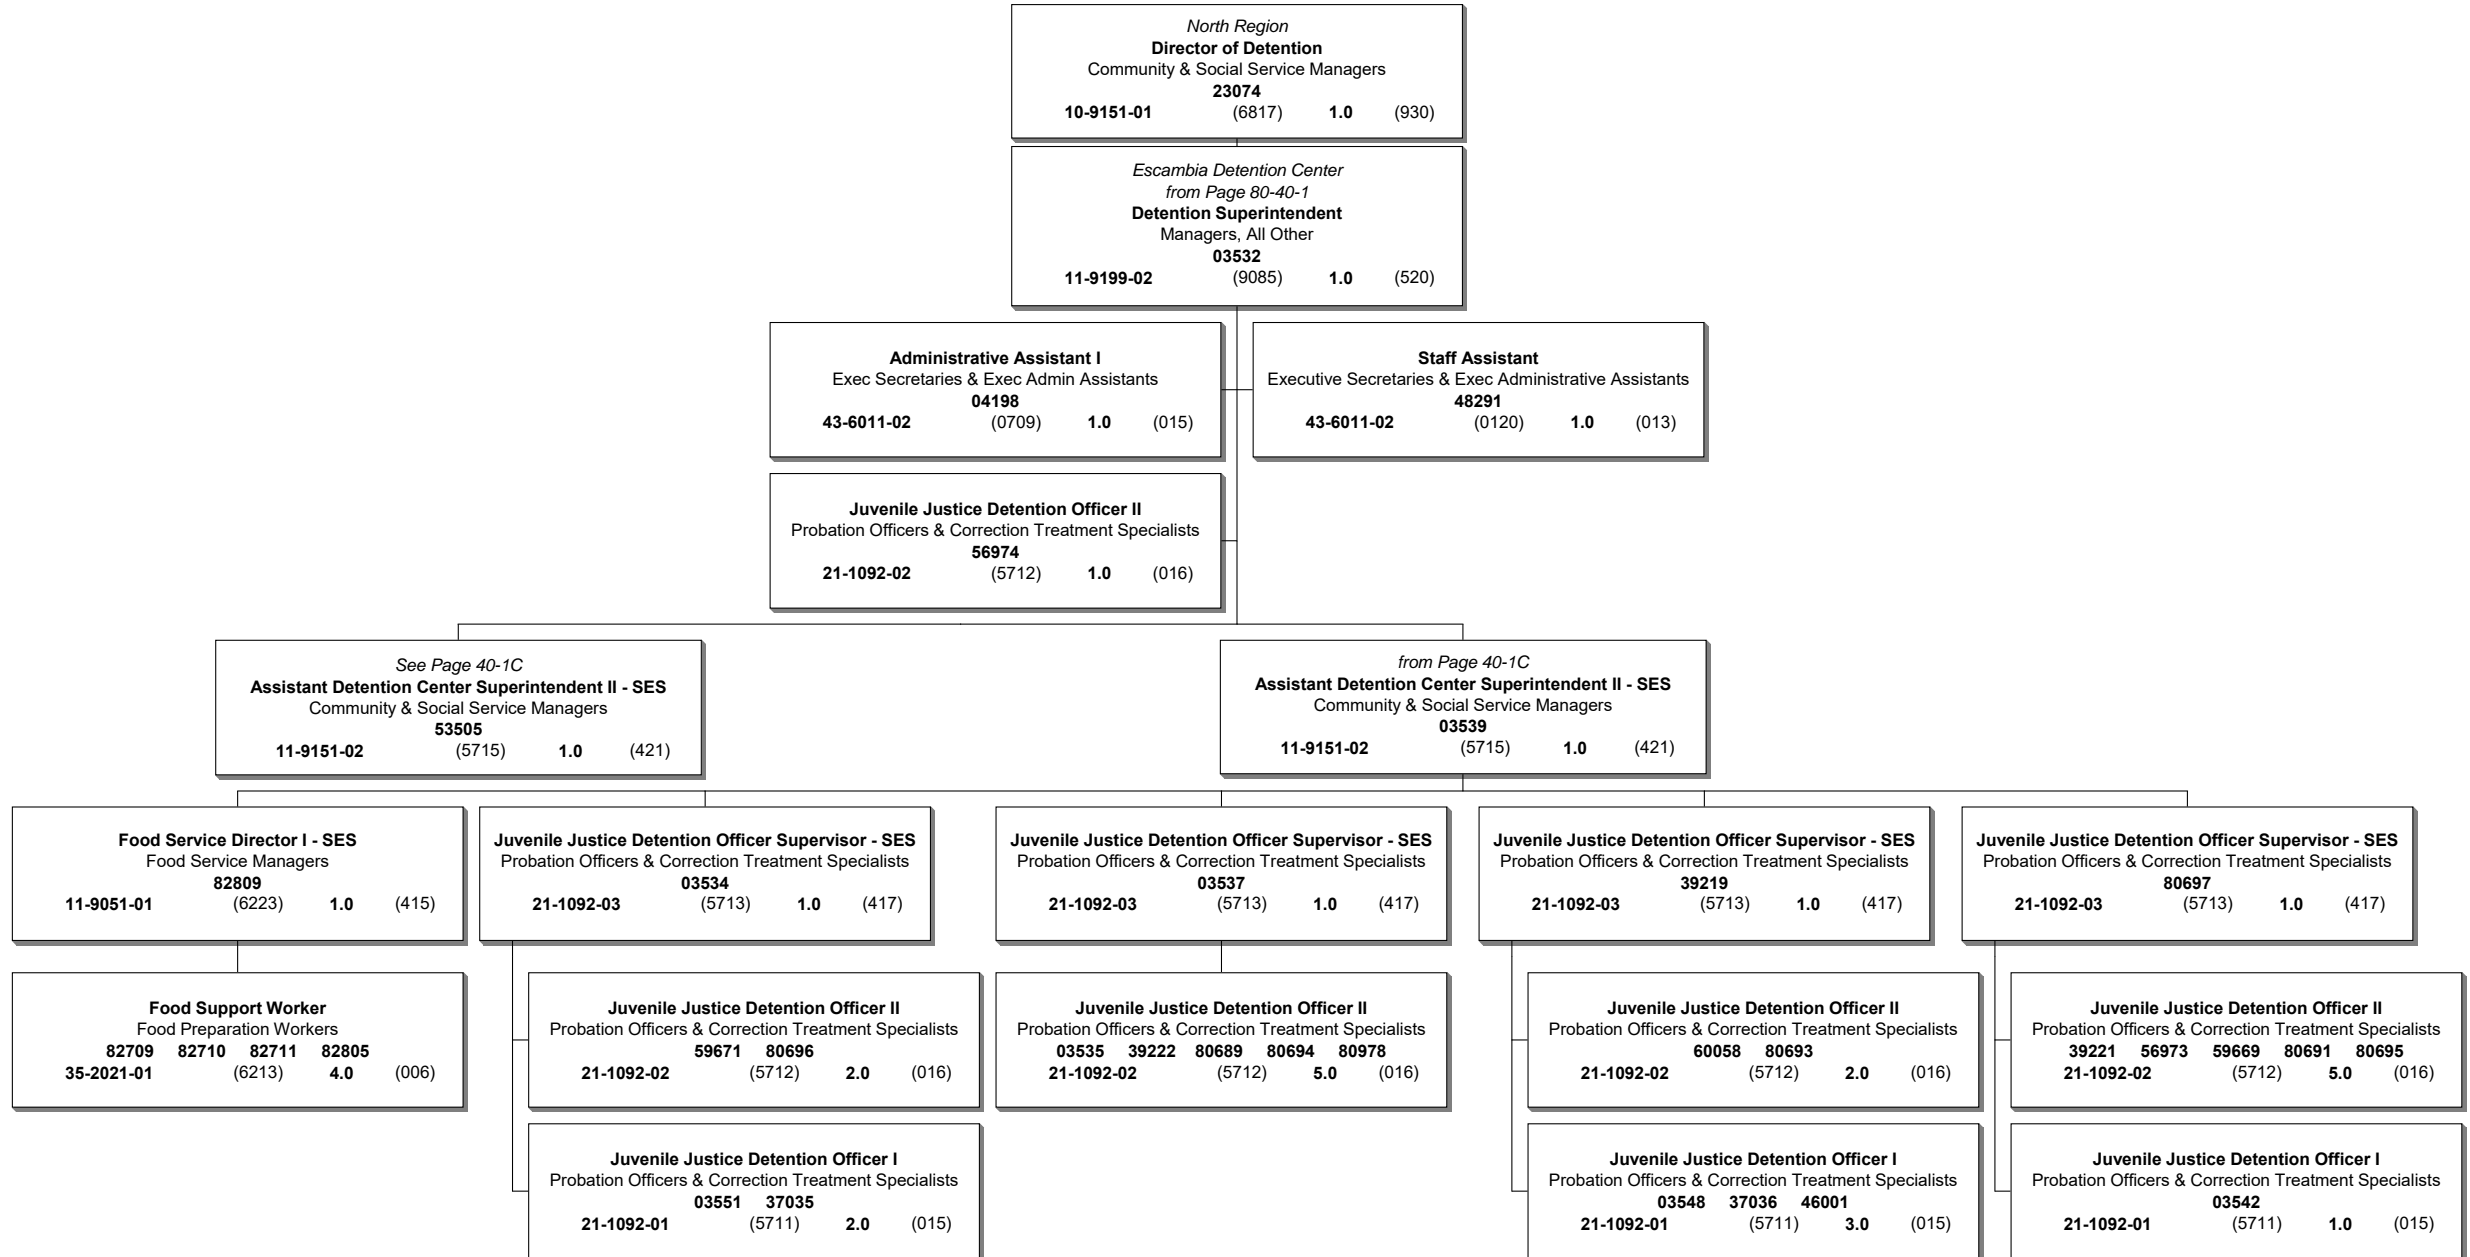 North Region
Director of Detention
Community & Social Service Managers
23074
10-9151-01 (6817) 1.0 (930)
Escambia Detention Center
from Page 80-40-1
Detention Superintendent
Managers, All Other
03532
11-9199-02 (9085) 1.0 (520)
Administrative Assistant I
Exec Secretaries & Exec Admin Assistants
04198
43-6011-02 (0709) 1.0 (015)
Staff Assistant
Executive Secretaries & Exec Administrative Assistants
48291
43-6011-02 (0120) 1.0 (013)
Juvenile Justice Detention Officer II
Probation Officers & Correction Treatment Specialists
56974
21-1092-02 (5712) 1.0 (016)
See Page 40-1C
Assistant Detention Center Superintendent II - SES
Community & Social Service Managers
53505
11-9151-02 (5715) 1.0 (421)
from Page 40-1C
Assistant Detention Center Superintendent II - SES
Community & Social Service Managers
03539
11-9151-02 (5715) 1.0 (421)
Food Service Director I - SES
Food Service Managers
82809
11-9051-01 (6223) 1.0 (415)
Juvenile Justice Detention Officer Supervisor - SES
Probation Officers & Correction Treatment Specialists
03534
21-1092-03 (5713) 1.0 (417)
Juvenile Justice Detention Officer Supervisor - SES
Probation Officers & Correction Treatment Specialists
03537
21-1092-03 (5713) 1.0 (417)
Juvenile Justice Detention Officer Supervisor - SES
Probation Officers & Correction Treatment Specialists
39219
21-1092-03 (5713) 1.0 (417)
Juvenile Justice Detention Officer Supervisor - SES
Probation Officers & Correction Treatment Specialists
80697
21-1092-03 (5713) 1.0 (417)
Food Support Worker
Food Preparation Workers
82709 82710 82711 82805
35-2021-01 (6213) 4.0 (006)
Juvenile Justice Detention Officer II
Probation Officers & Correction Treatment Specialists
59671 80696
21-1092-02 (5712) 2.0 (016)
Juvenile Justice Detention Officer II
Probation Officers & Correction Treatment Specialists
03535 39222 80689 80694 80978
21-1092-02 (5712) 5.0 (016)
Juvenile Justice Detention Officer II
Probation Officers & Correction Treatment Specialists
60058 80693
21-1092-02 (5712) 2.0 (016)
Juvenile Justice Detention Officer II
Probation Officers & Correction Treatment Specialists
39221 56973 59669 80691 80695
21-1092-02 (5712) 5.0 (016)
Juvenile Justice Detention Officer I
Probation Officers & Correction Treatment Specialists
03551 37035
21-1092-01 (5711) 2.0 (015)
Juvenile Justice Detention Officer I
Probation Officers & Correction Treatment Specialists
03548 37036 46001
21-1092-01 (5711) 3.0 (015)
Juvenile Justice Detention Officer I
Probation Officers & Correction Treatment Specialists
03542
21-1092-01 (5711) 1.0 (015)